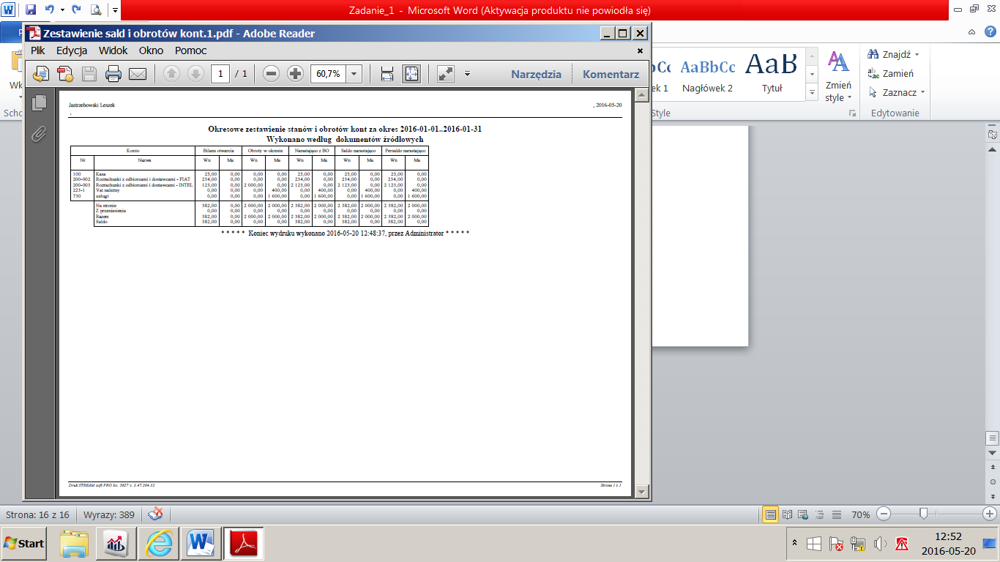 Zadanie_1 - Microsoft Word (Aktywacja produktu nie powiodła się)
Zestawienie sald i obrotów kont.1.pdf - Adobe Reader
Plik Edycja Widok Okno Pomoc
1 / 1 60,7% Narzędzia Komentarz
Nagłówek 2 Tytuł
AaBbCc AaB
Zmień style
Znajdź
Zamień
Zaznacz
Edytowanie
Jastrzebowski Leszek , 2016-05-20
Okresowe zestawienie stanów i obrotów kont za okres 2016-01-01..2016-01-31
Wykonano według dokumentów źródłowych
Konto Bilans otwarcia Obroty w okresie Narastająco z BO Saldo narastająco Persaldo narastająco
Nr Nazwa Wn Ma Wn Ma Wn Ma Wn Ma Wn Ma
100 Kasa 25,00 0,00 0,00 0,00 25,00 0,00 25,00 0,00 25,00 0,00
200-002 Rozrachunki z odbiorcami i dostawcami - FIAT 234,00 0,00 0,00 0,00 234,00 0,00 234,00 0,00 234,00 0,00
200-003 Rozrachunki z odbiorcami i dostawcami - INTEL 123,00 0,00 2 000,00 0,00 2 123,00 0,00 2 123,00 0,00 2 123,00 0,00
223-1 Vat należny 0,00 0,00 0,00 400,00 0,00 400,00 0,00 400,00 0,00 400,00
730 usługi 0,00 0,00 0,00 1 600,00 0,00 1 600,00 0,00 1 600,00 0,00 1 600,00
Na stronie 382,00 0,00 2 000,00 2 000,00 2 382,00 2 000,00 2 382,00 2 000,00 2 382,00 2 000,00
Z przeniesienia 0,00 0,00 0,00 0,00 0,00 0,00 0,00 0,00 0,00 0,00
Razem 382,00 0,00 2 000,00 2 000,00 2 382,00 2 000,00 2 382,00 2 000,00 2 382,00 2 000,00
Saldo 382,00 0,00 0,00 0,00 382,00 0,00 382,00 0,00 382,00 0,00
* * * * * Koniec wydruku wykonano 2016-05-20 12:48:37, przez Administrator * * * * *
Druk STREAM soft PRO lic. 5827 v. 3.47.294.32 Strona 1 z 1
Strona: 16 z 16 Wyrazy: 389 70%
Start 12:52
2016-05-20